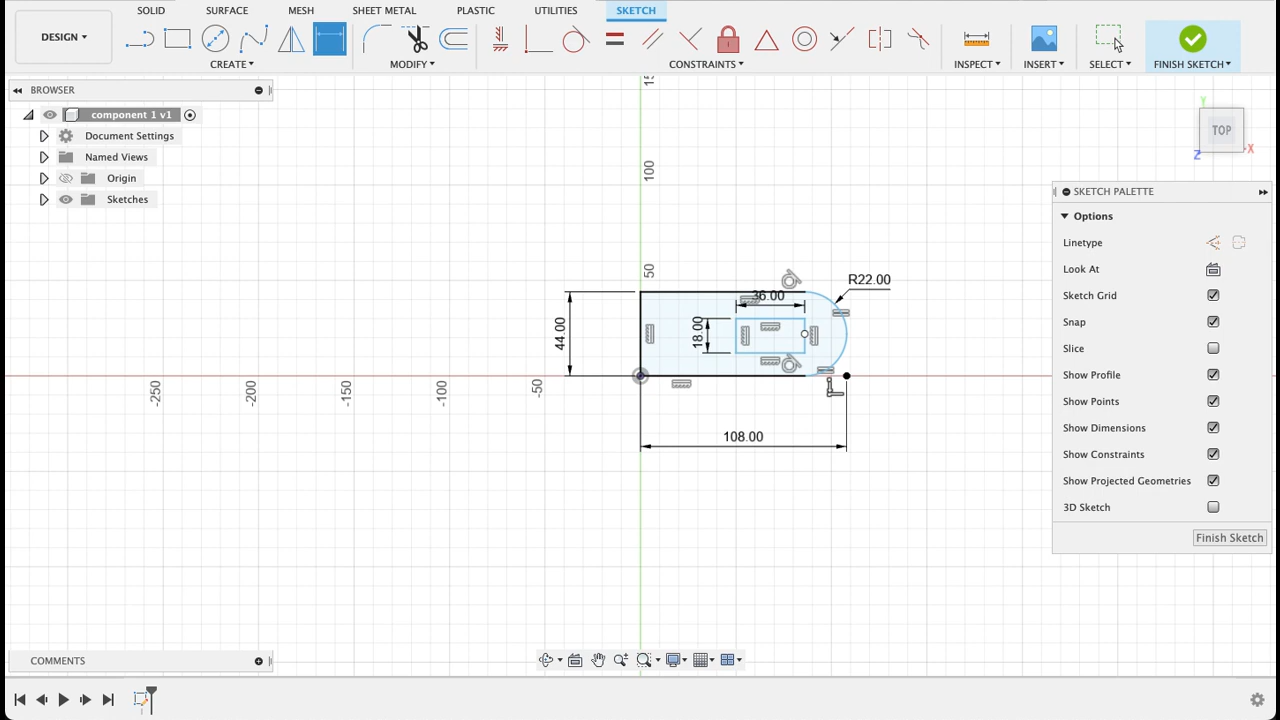 SOLID SURFACE MESH SHEET METAL PLASTIC UTILITIES SKETCH
DESIGN
CREATE MODIFY CONSTRAINTS INSPECT INSERT SELECT FINISH SKETCH
BROWSER
component 1 v1
Document Settings
Named Views
Origin
Sketches
TOP
Y
X
Z
100
50
-250
-200
-150
-100
-50
R22.00
36.00
18.00
44.00
108.00
SKETCH PALETTE
Options
Linetype
Look At
Sketch Grid
Snap
Slice
Show Profile
Show Points
Show Dimensions
Show Constraints
Show Projected Geometries
3D Sketch
Finish Sketch
COMMENTS